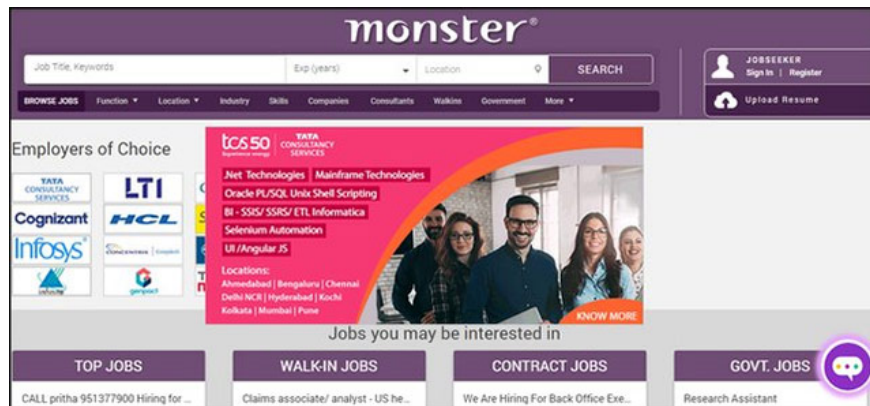 monster®
Job Title, Keywords
Exp (years)
Location
SEARCH
JOBSEEKER
Sign In | Register
Upload Resume
BROWSE JOBS Function Location Industry Skills Companies Consultants Walkins Government More
Employers of Choice
TATA
CONSULTANCY
SERVICES
LTI
Cognizant
HCL
Infosys
CONCENTRIX
genpact
tcs 50
Experience certainty
TATA
CONSULTANCY
SERVICES
.Net Technologies Mainframe Technologies
Oracle PL/SQL Unix Shell Scripting
BI - SSIS/ SSRS/ ETL Informatica
Selenium Automation
UI /Angular JS
Locations:
Ahmedabad | Bengaluru | Chennai
Delhi NCR | Hyderabad | Kochi
Kolkata | Mumbai | Pune
KNOW MORE
Jobs you may be interested in
TOP JOBS
WALK-IN JOBS
CONTRACT JOBS
GOVT. JOBS
CALL pritha 951377900 Hiring for ...
Claims associate/ analyst - US he...
We Are Hiring For Back Office Exe...
Research Assistant